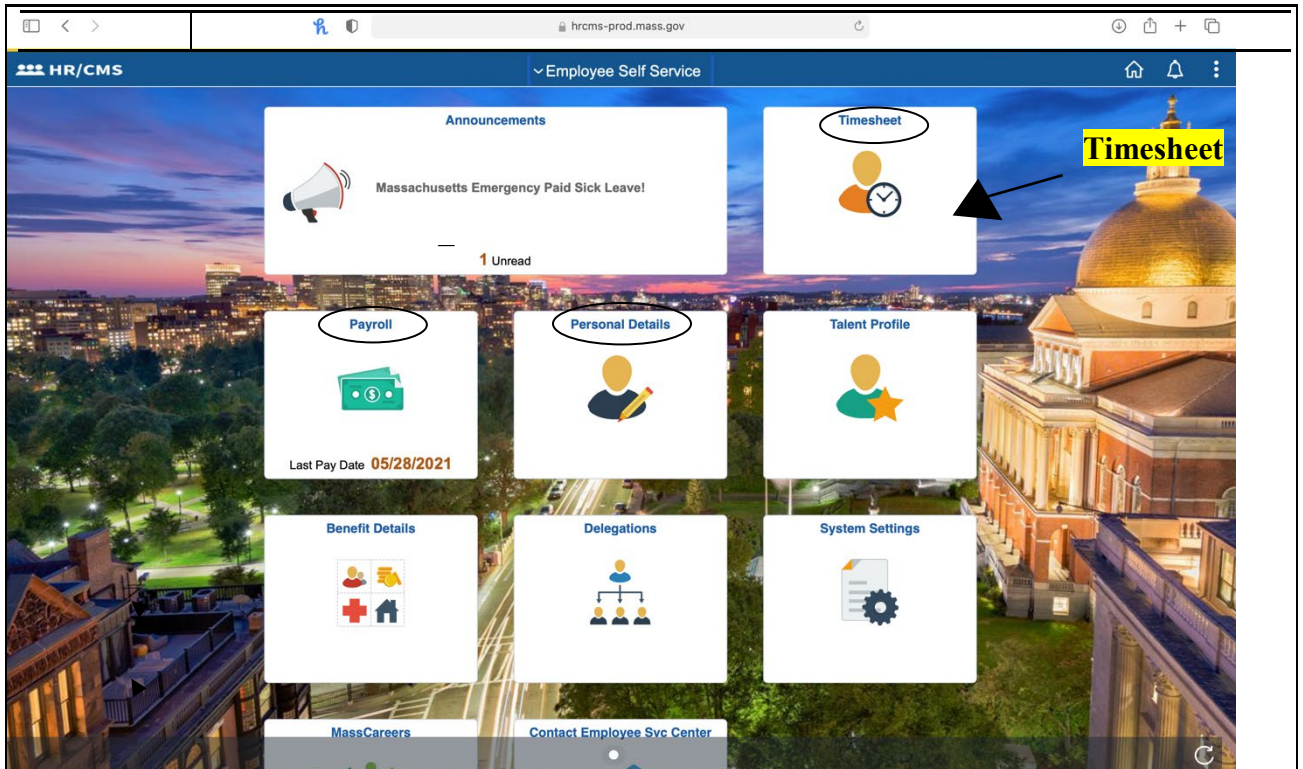 hrcms-prod.mass.gov
HR/CMS
Employee Self Service
Announcements
Massachusetts Emergency Paid Sick Leave!
1 Unread
Timesheet
Timesheet
Payroll
Last Pay Date 05/28/2021
Personal Details
Talent Profile
Benefit Details
Delegations
System Settings
MassCareers
Contact Employee Svc Center